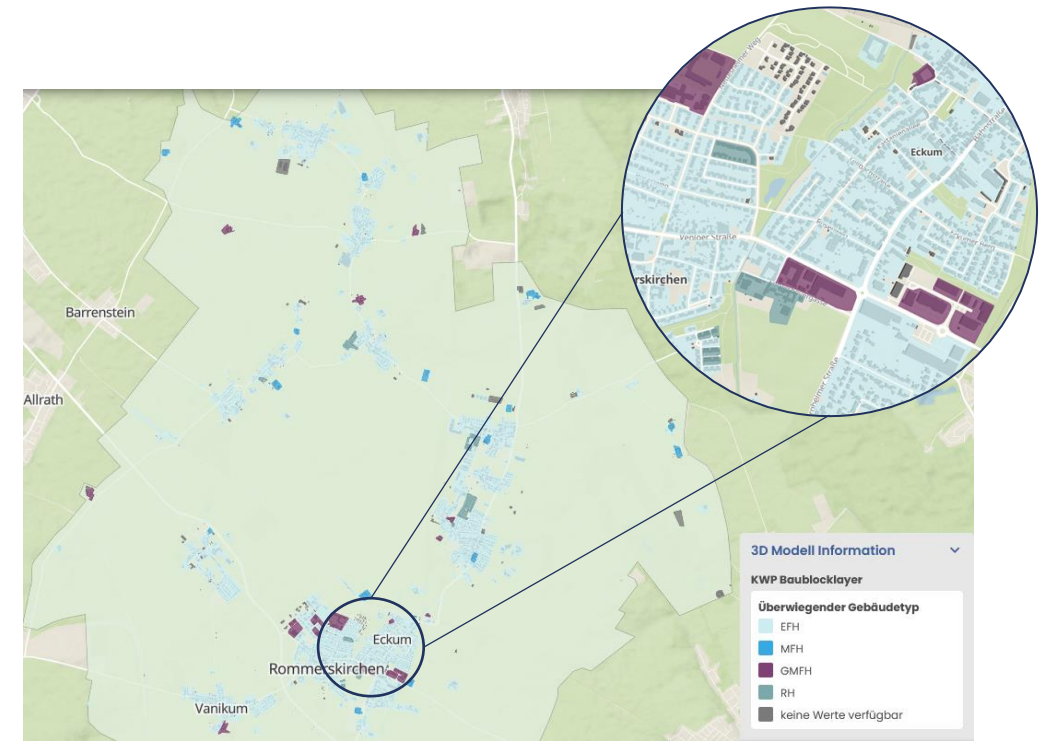 Eckum
Veniner Straße
rskirchen
Barrenstein
Allrath
Eckum
Rommerskirchen
Vanikum
3D Modell Information
KWP Baublocklayer
Überwiegender Gebäudetyp
EFH
MFH
GMFH
RH
keine Werte verfügbar